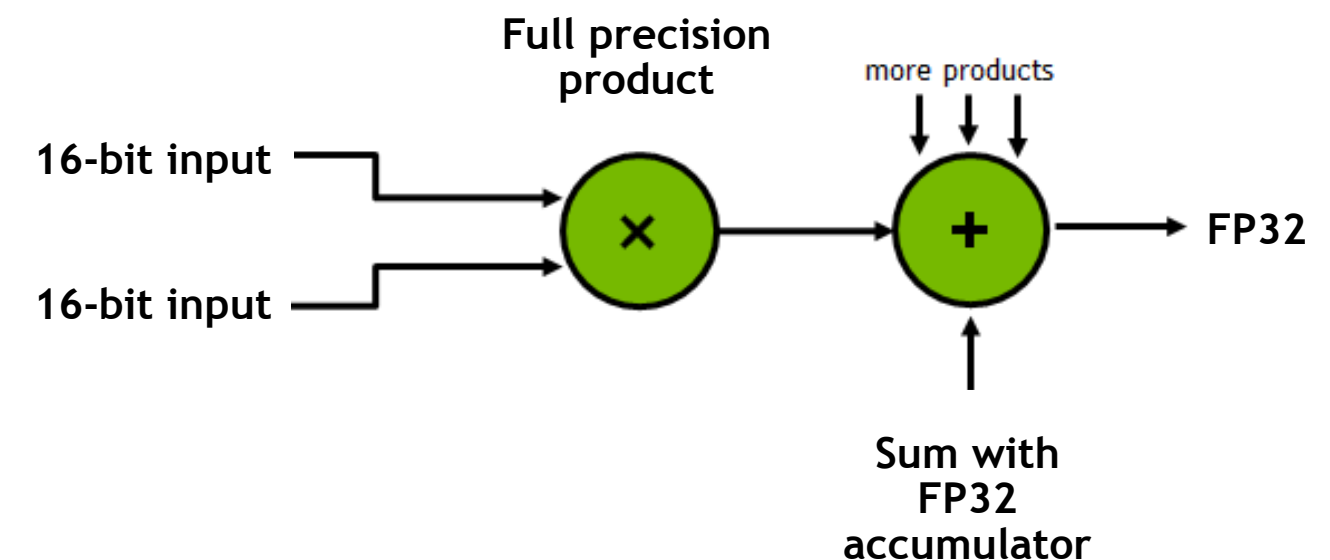 Full precision
product
more products
16-bit input
16-bit input
×
+
FP32
Sum with
FP32
accumulator